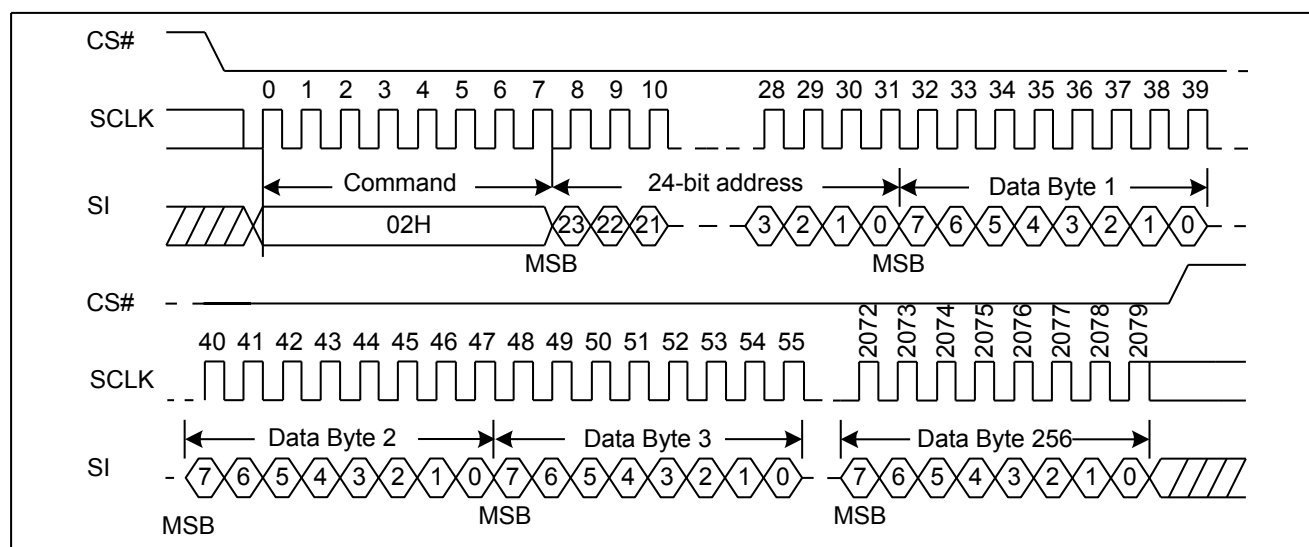 CS#
0 1 2 3 4 5 6 7 8 9 10 28 29 30 31 32 33 34 35 36 37 38 39
SCLK
Command 24-bit address Data Byte 1
SI
02H 23 22 21 3 2 1 0 7 6 5 4 3 2 1 0
MSB MSB
CS#
40 41 42 43 44 45 46 47 48 49 50 51 52 53 54 55 2072 2073 2074 2075 2076 2077 2078 2079
SCLK
Data Byte 2 Data Byte 3 Data Byte 256
SI
7 6 5 4 3 2 1 0 7 6 5 4 3 2 1 0 7 6 5 4 3 2 1 0
MSB MSB MSB